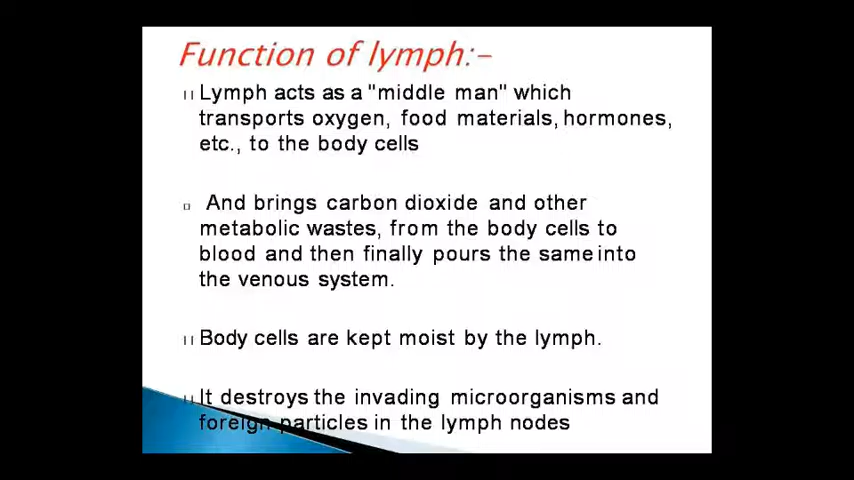 Function of lymph:-
Lymph acts as a "middle man" which
transports oxygen, food materials, hormones,
etc., to the body cells
And brings carbon dioxide and other
metabolic wastes, from the body cells to
blood and then finally pours the same into
the venous system.
Body cells are kept moist by the lymph.
It destroys the invading microorganisms and
foreign particles in the lymph nodes